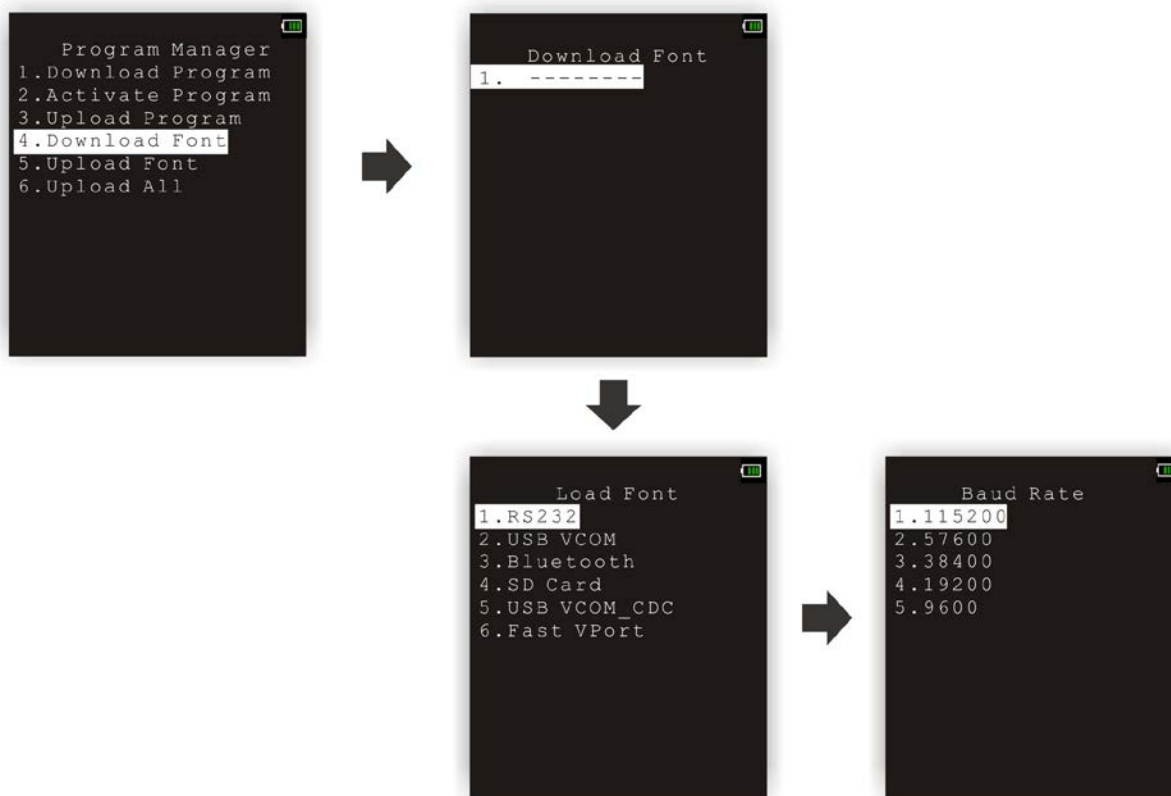 Program Manager
1.Download Program
2.Activate Program
3.Upload Program
4.Download Font
5.Upload Font
6.Upload All
Download Font
1. --------
Load Font
1.RS232
2.USB VCOM
3.Bluetooth
4.SD Card
5.USB VCOM_CDC
6.Fast VPort
Baud Rate
1.115200
2.57600
3.38400
4.19200
5.9600